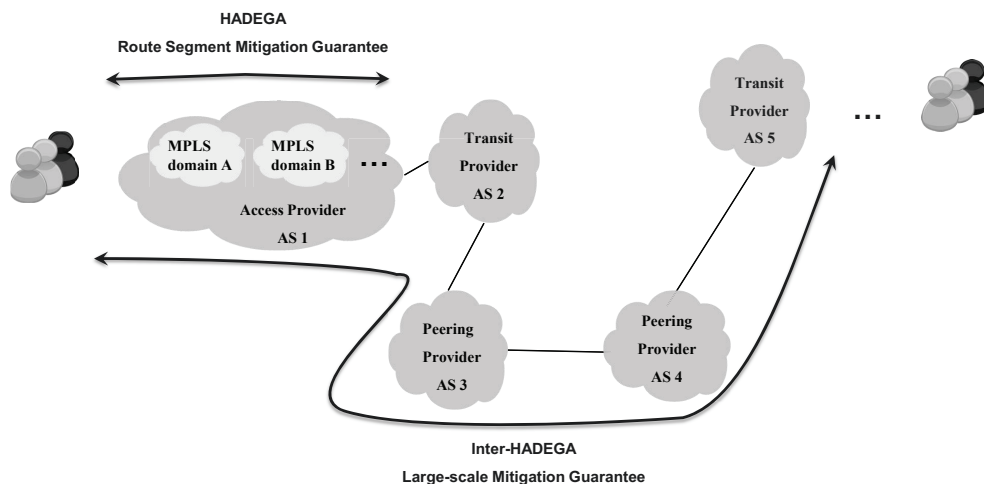 HADEGA
Route Segment Mitigation Guarantee
MPLS
domain A
MPLS
domain B
...
Access Provider
AS 1
Transit
Provider
AS 2
Transit
Provider
AS 5
...
Peering
Provider
AS 3
Peering
Provider
AS 4
Inter-HADEGA
Large-scale Mitigation Guarantee